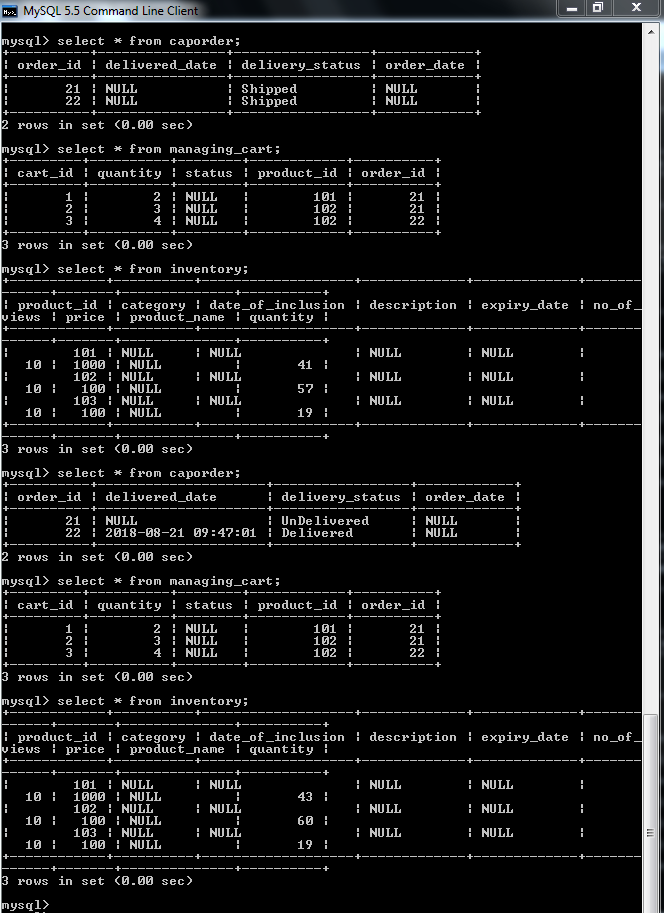 MySQL 5.5 Command Line Client
mysql> select * from caporder;
+----------+----------------+-----------------+------------+
| order_id | delivered_date | delivery_status | order_date |
+----------+----------------+-----------------+------------+
|       21 | NULL           | Shipped         | NULL       |
|       22 | NULL           | Shipped         | NULL       |
+----------+----------------+-----------------+------------+
2 rows in set (0.00 sec)
mysql> select * from managing_cart;
+---------+----------+--------+------------+----------+
| cart_id | quantity | status | product_id | order_id |
+---------+----------+--------+------------+----------+
|       1 |        2 | NULL   |        101 |       21 |
|       2 |        3 | NULL   |        102 |       21 |
|       3 |        4 | NULL   |        102 |       22 |
+---------+----------+--------+------------+----------+
3 rows in set (0.00 sec)
mysql> select * from inventory;
+------------+----------+-------------------+-------------+-------------+-------
------+-------+--------------+----------+
| product_id | category | date_of_inclusion | description | expiry_date | no_of_
views | price | product_name | quantity |
+------------+----------+-------------------+-------------+-------------+-------
------+-------+--------------+----------+
|        101 | NULL     | NULL              | NULL        | NULL        |
   10 |  1000 | NULL         |       41 |
|        102 | NULL     | NULL              | NULL        | NULL        |
   10 |   100 | NULL         |       57 |
|        103 | NULL     | NULL              | NULL        | NULL        |
   10 |   100 | NULL         |       19 |
+------------+----------+-------------------+-------------+-------------+-------
------+-------+--------------+----------+
3 rows in set (0.00 sec)
mysql> select * from caporder;
+----------+---------------------+-----------------+------------+
| order_id | delivered_date      | delivery_status | order_date |
+----------+---------------------+-----------------+------------+
|       21 | NULL                | UnDelivered     | NULL       |
|       22 | 2018-08-21 09:47:01 | Delivered       | NULL       |
+----------+---------------------+-----------------+------------+
2 rows in set (0.00 sec)
mysql> select * from managing_cart;
+---------+----------+--------+------------+----------+
| cart_id | quantity | status | product_id | order_id |
+---------+----------+--------+------------+----------+
|       1 |        2 | NULL   |        101 |       21 |
|       2 |        3 | NULL   |        102 |       21 |
|       3 |        4 | NULL   |        102 |       22 |
+---------+----------+--------+------------+----------+
3 rows in set (0.00 sec)
mysql> select * from inventory;
+------------+----------+-------------------+-------------+-------------+-------
------+-------+--------------+----------+
| product_id | category | date_of_inclusion | description | expiry_date | no_of_
views | price | product_name | quantity |
+------------+----------+-------------------+-------------+-------------+-------
------+-------+--------------+----------+
|        101 | NULL     | NULL              | NULL        | NULL        |
   10 |  1000 | NULL         |       43 |
|        102 | NULL     | NULL              | NULL        | NULL        |
   10 |   100 | NULL         |       60 |
|        103 | NULL     | NULL              | NULL        | NULL        |
   10 |   100 | NULL         |       19 |
+------------+----------+-------------------+-------------+-------------+-------
------+-------+--------------+----------+
3 rows in set (0.00 sec)
mysql>